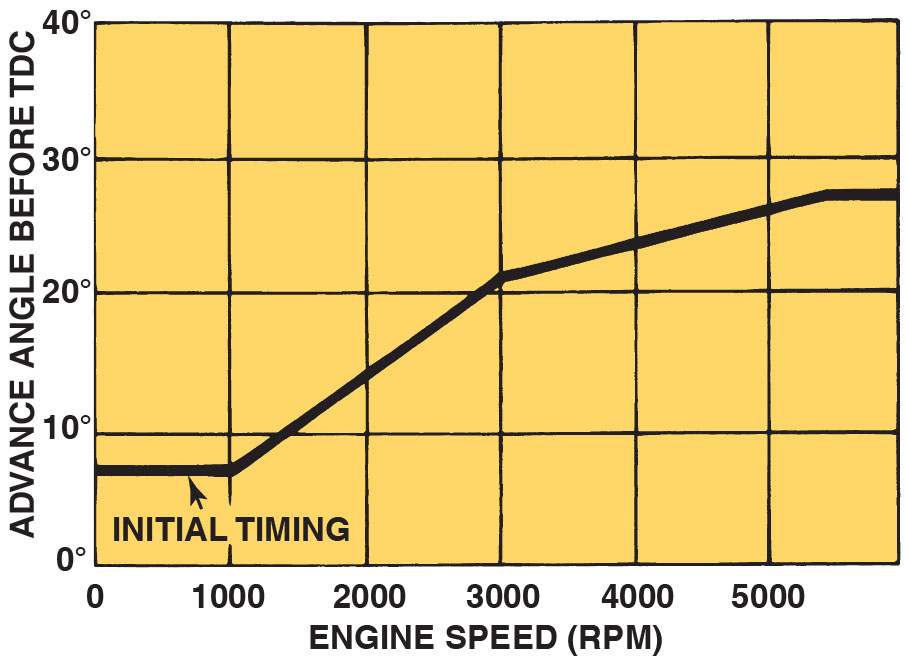 ADVANCE ANGLE BEFORE TDC
40°
30°
20°
10°
0°
INITIAL TIMING
0 1000 2000 3000 4000 5000
ENGINE SPEED (RPM)